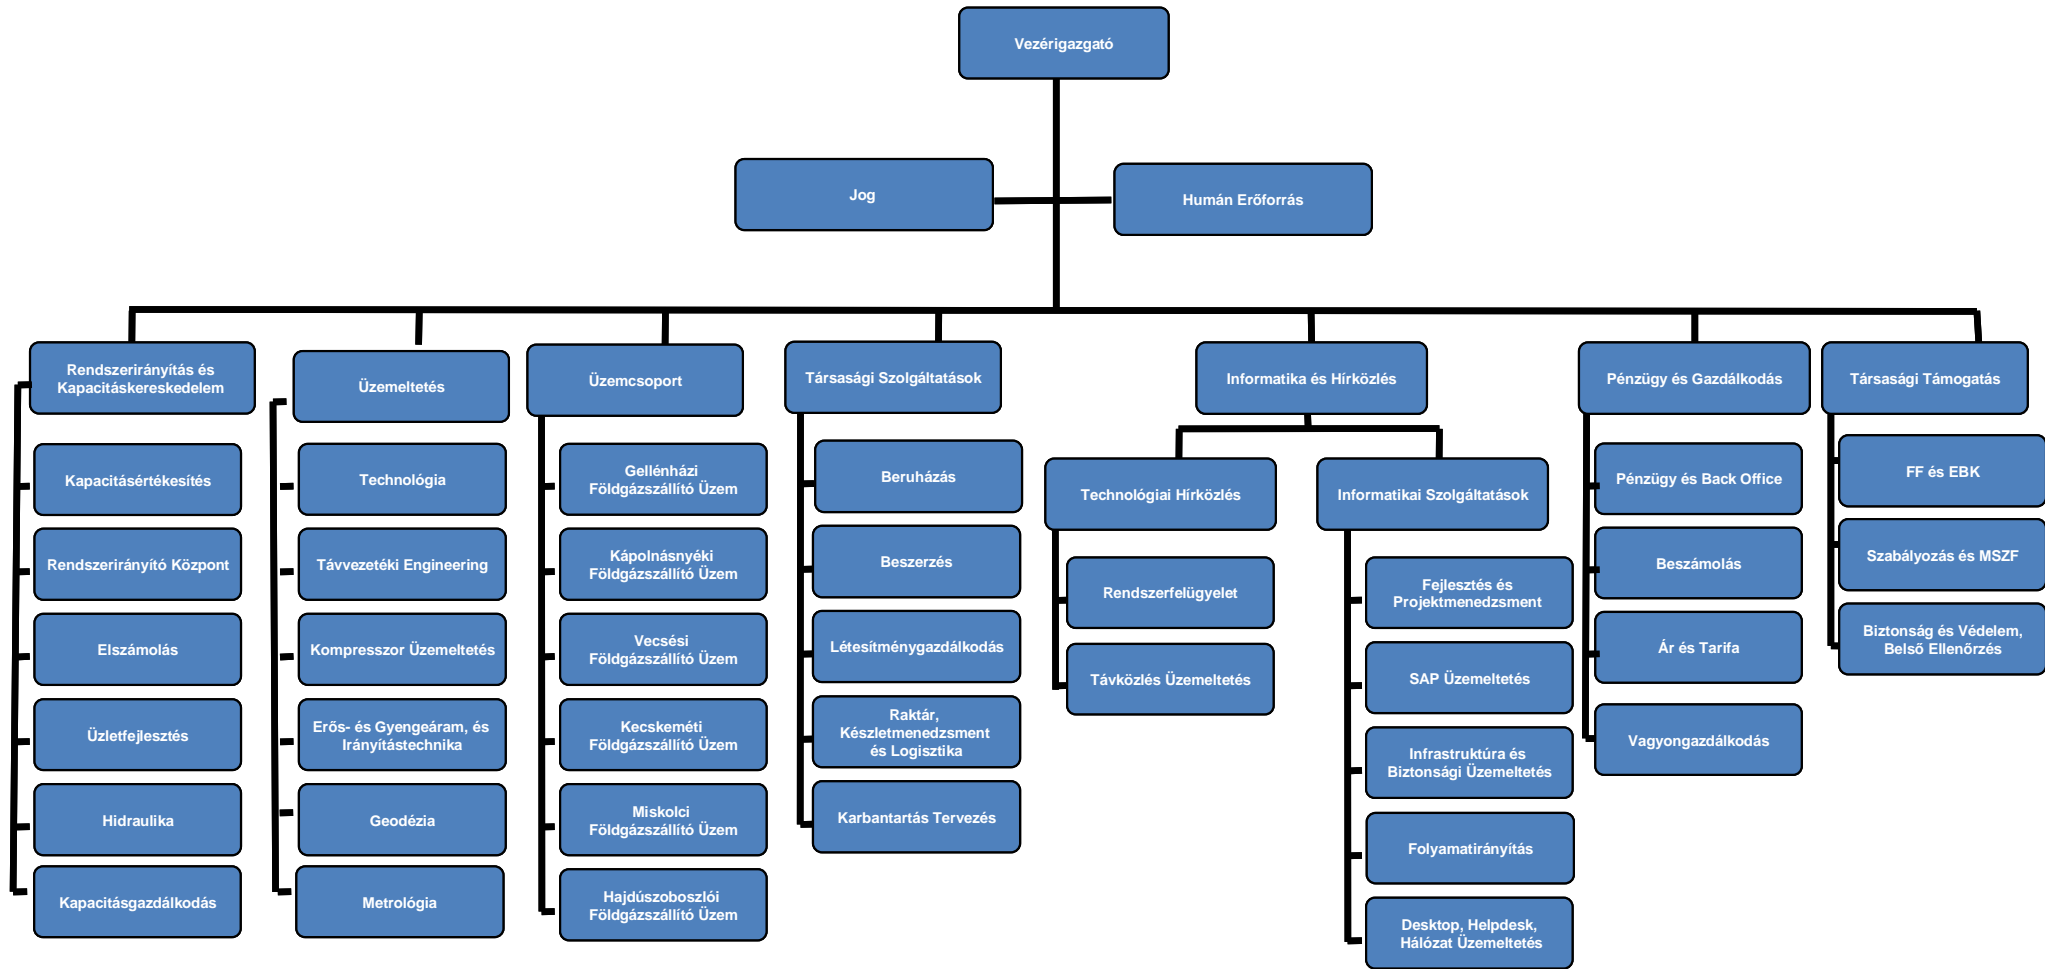 Vezérigazgató
Jog
Humán Erőforrás
Rendszerirányítás és
Kapacitáskereskedelem
Kapacitásértékesítés
Rendszerirányító Központ
Elszámolás
Üzletfejlesztés
Hidraulika
Kapacitásgazdálkodás
Üzemeltetés
Technológia
Távvezetéki Engineering
Kompresszor Üzemeltetés
Erős- és Gyengeáram, és
Irányítástechnika
Geodézia
Metrológia
Üzemcsoport
Gellénházi
Földgázszállító Üzem
Kápolnásnyéki
Földgázszállító Üzem
Vecsési
Földgázszállító Üzem
Kecskeméti
Földgázszállító Üzem
Miskolci
Földgázszállító Üzem
Hajdúszoboszlói
Földgázszállító Üzem
Társasági Szolgáltatások
Beruházás
Beszerzés
Létesítménygazdálkodás
Raktár,
Készletmenedzsment
és Logisztika
Karbantartás Tervezés
Informatika és Hírközlés
Technológiai Hírközlés
Rendszerfelügyelet
Távközlés Üzemeltetés
Informatikai Szolgáltatások
Fejlesztés és
Projektmenedzsment
SAP Üzemeltetés
Infrastruktúra és
Biztonsági Üzemeltetés
Folyamatirányítás
Desktop, Helpdesk,
Hálózat Üzemeltetés
Pénzügy és Gazdálkodás
Pénzügy és Back Office
Beszámolás
Ár és Tarifa
Vagyongazdálkodás
Társasági Támogatás
FF és EBK
Szabályozás és MSZF
Biztonság és Védelem,
Belső Ellenőrzés